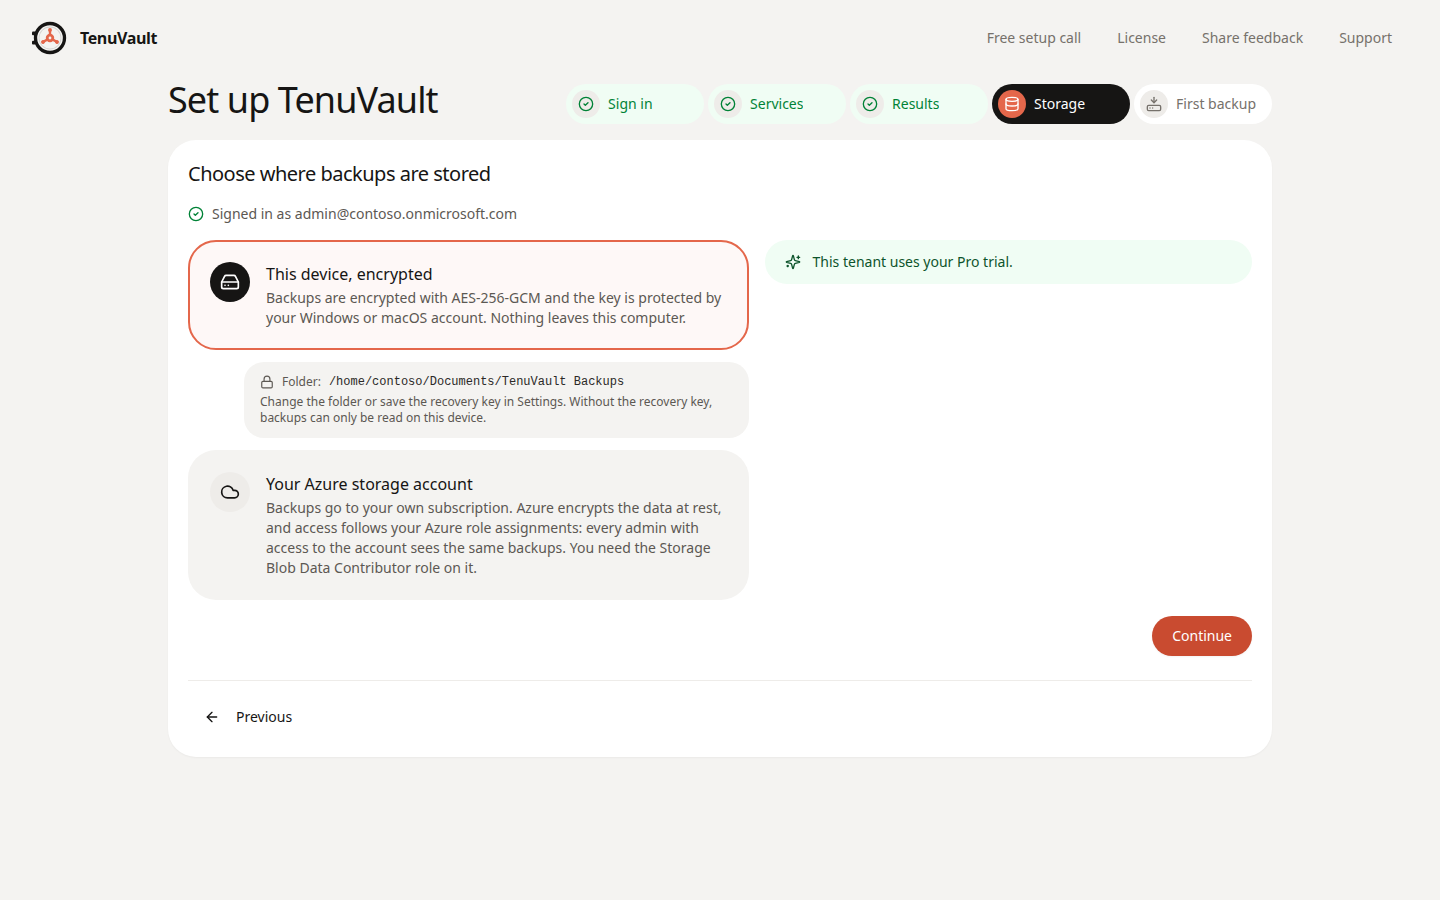 TenuVault
Free setup call
License
Share feedback
Support
Set up TenuVault
Sign in
Services
Results
Storage
First backup
Choose where backups are stored
Signed in as admin@contoso.onmicrosoft.com
This device, encrypted
Backups are encrypted with AES-256-GCM and the key is protected by
your Windows or macOS account. Nothing leaves this computer.
Folder: /home/contoso/Documents/TenuVault Backups
Change the folder or save the recovery key in Settings. Without the recovery key,
backups can only be read on this device.
Your Azure storage account
Backups go to your own subscription. Azure encrypts the data at rest,
and access follows your Azure role assignments: every admin with
access to the account sees the same backups. You need the Storage
Blob Data Contributor role on it.
This tenant uses your Pro trial.
Continue
Previous